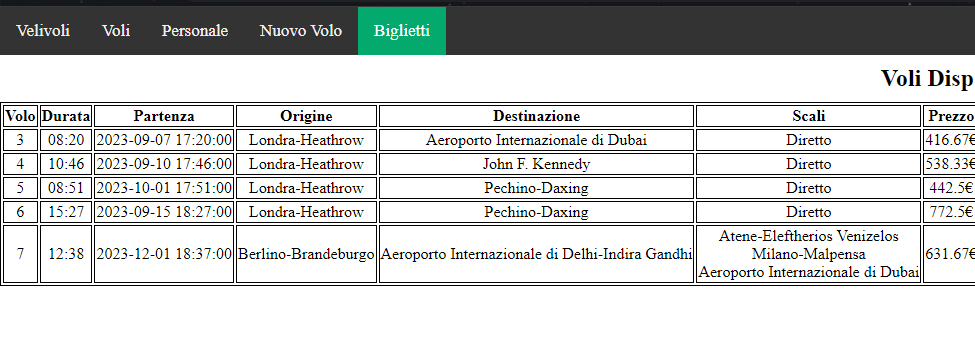 Velivoli Voli Personale Nuovo Volo Biglietti
Voli Disp
Volo Durata Partenza Origine Destinazione Scali Prezzo
3 08:20 2023-09-07 17:20:00 Londra-Heathrow Aeroporto Internazionale di Dubai Diretto 416.67€
4 10:46 2023-09-10 17:46:00 Londra-Heathrow John F. Kennedy Diretto 538.33€
5 08:51 2023-10-01 17:51:00 Londra-Heathrow Pechino-Daxing Diretto 442.5€
6 15:27 2023-09-15 18:27:00 Londra-Heathrow Pechino-Daxing Diretto 772.5€
7 12:38 2023-12-01 18:37:00 Berlino-Brandeburgo Aeroporto Internazionale di Delhi-Indira Gandhi Atene-Eleftherios Venizelos
Milano-Malpensa
Aeroporto Internazionale di Dubai 631.67€